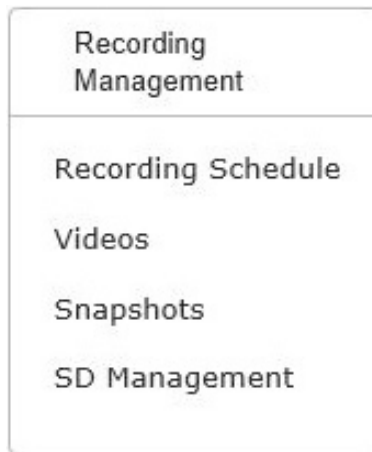 Recording
Management
Recording Schedule
Videos
Snapshots
SD Management